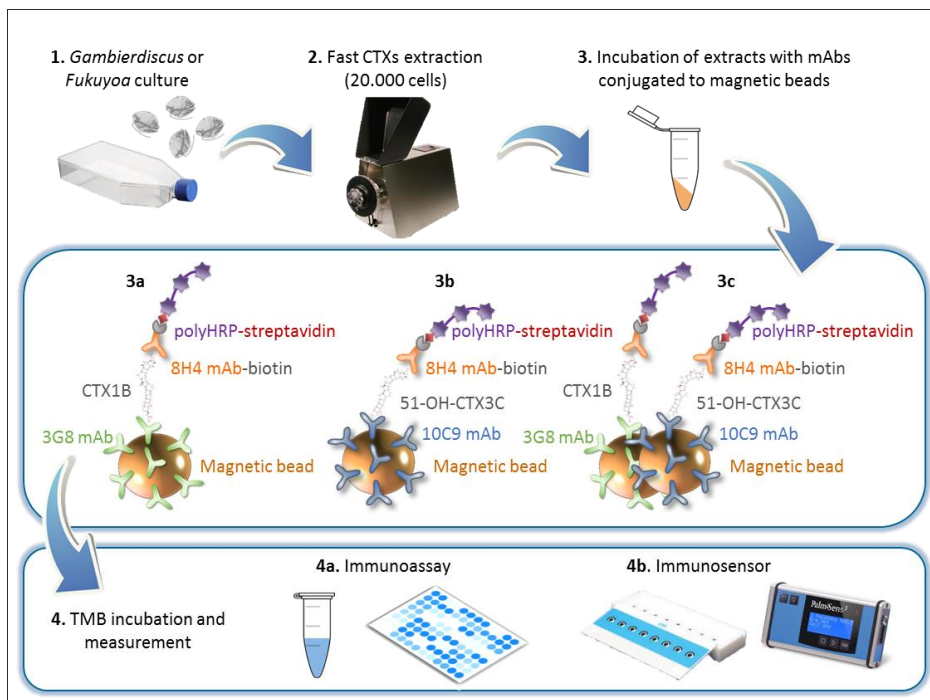 1. Gambierdiscus or
Fukuyoa culture
2. Fast CTXs extraction
(20.000 cells)
3. Incubation of extracts with mAbs
conjugated to magnetic beads
3a
polyHRP-streptavidin
8H4 mAb-biotin
CTX1B
3G8 mAb
Magnetic bead
3b
polyHRP-streptavidin
8H4 mAb-biotin
51-OH-CTX3C
10C9 mAb
Magnetic bead
3c
polyHRP-streptavidin
8H4 mAb-biotin
CTX1B
51-OH-CTX3C
3G8 mAb
10C9 mAb
Magnetic bead
4. TMB incubation and
measurement
4a. Immunoassay
4b. Immunosensor
PalmSens3